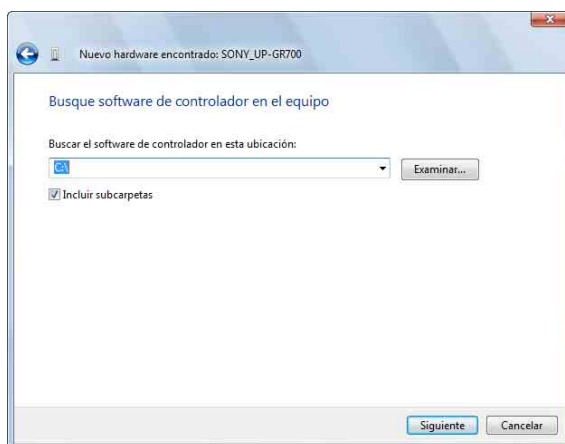 Nuevo hardware encontrado: SONY_UP-GR700
Busque software de controlador en el equipo
Buscar el software de controlador en esta ubicación:
C:\
Examinar...
Incluir subcarpetas
Siguiente
Cancelar